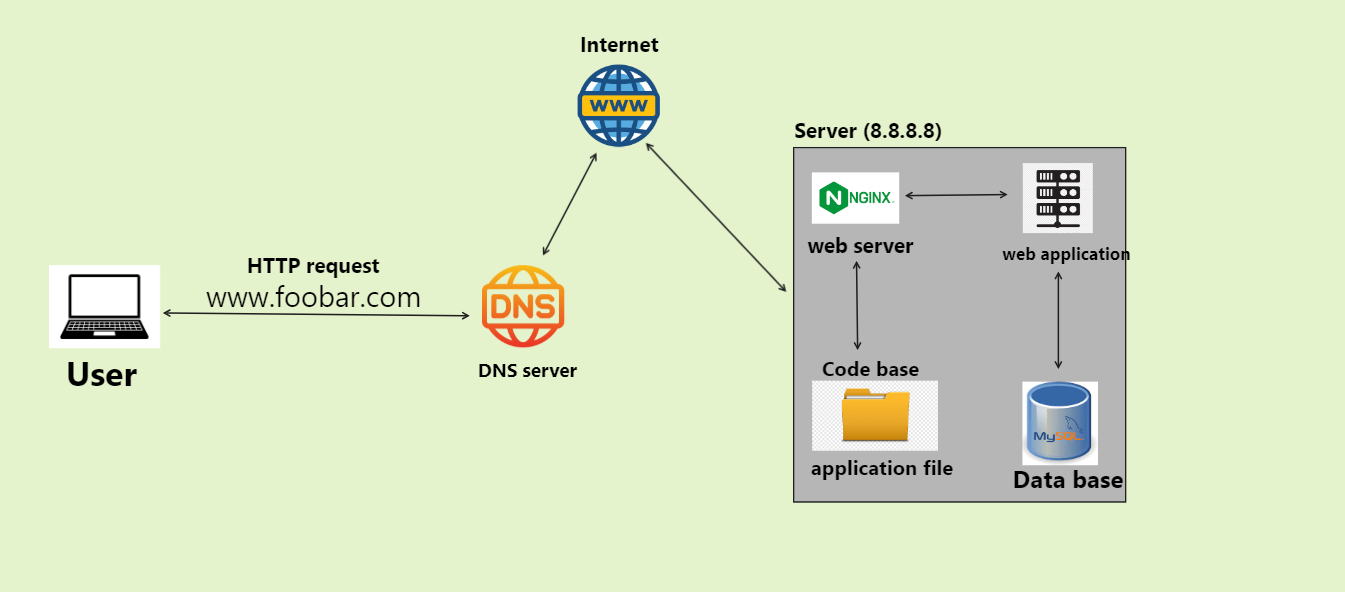 Internet
WWW
Server (8.8.8.8)
NGINX
web server
web application
HTTP request
www.foobar.com
DNS
User
DNS server
Code base
application file
MySQL
Data base